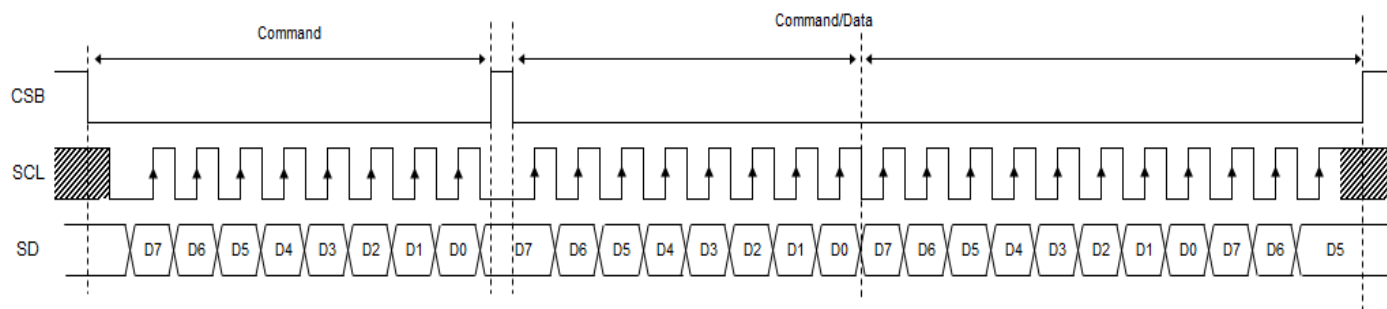 Command
Command/Data
CSB
SCL
SD
D7 D6 D5 D4 D3 D2 D1 D0 D7 D6 D5 D4 D3 D2 D1 D0 D7 D6 D5 D4 D3 D2 D1 D0 D7 D6 D5